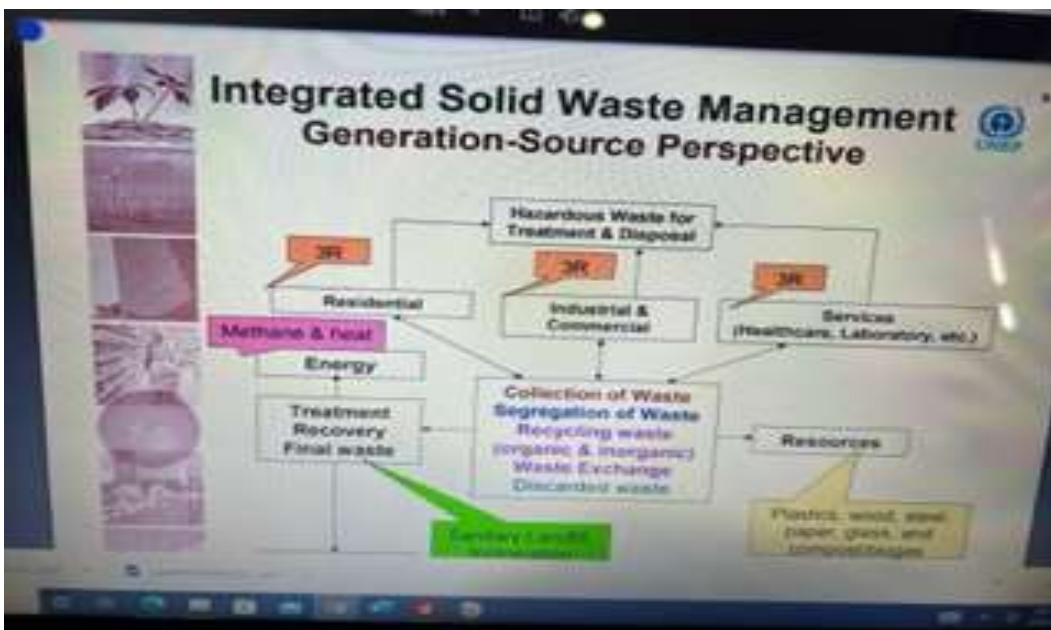 Integrated Solid Waste Management
Generation-Source Perspective
UNEP
Hazardous Waste for
Treatment & Disposal
3R
3R
3R
Residential
Industrial &
Commercial
Services
(Healthcare, Laboratory, etc.)
Methane & heat
Energy
Collection of Waste
Segregation of Waste
Recycling waste
(organic & inorganic)
Waste Exchange
Discarded waste
Treatment
Recovery
Final waste
Resources
Sanitary Landfill,
Plastics, wood, steel
paper, glass, and